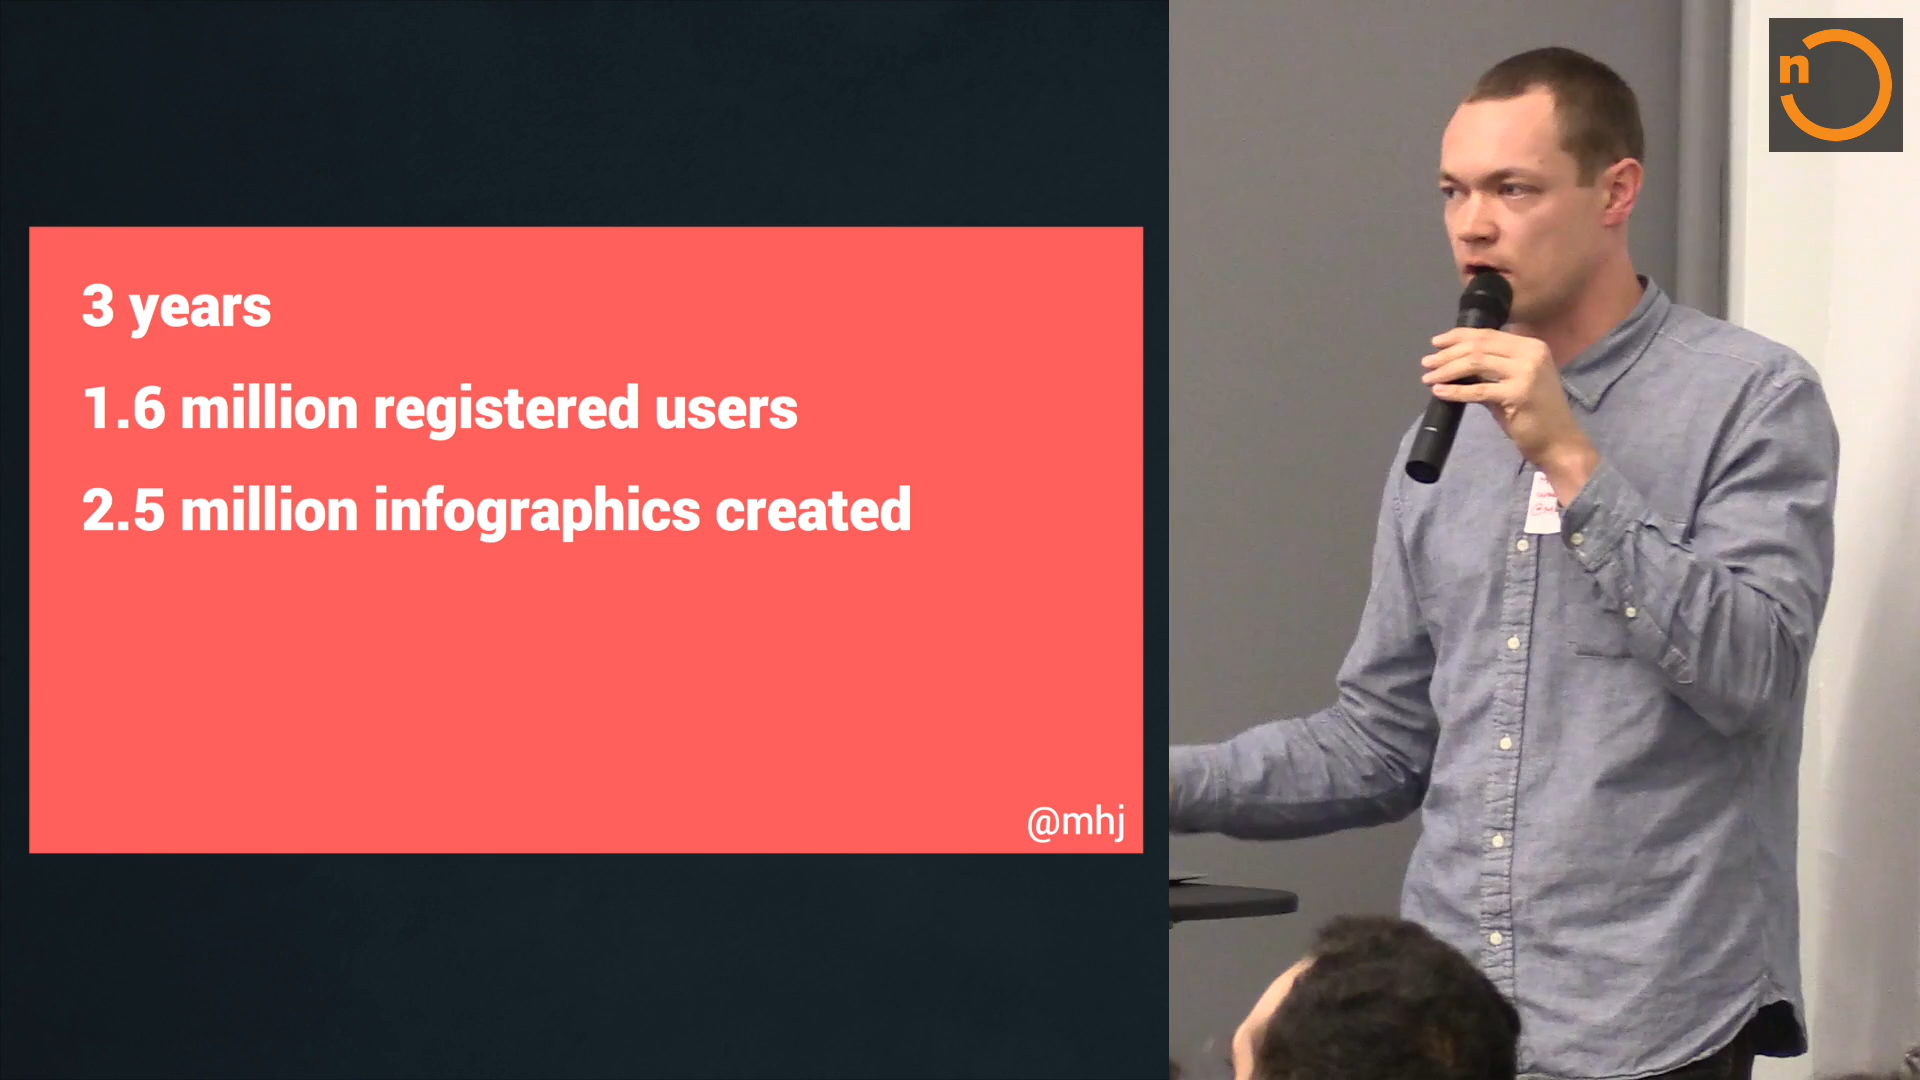 3 years
1.6 million registered users
2.5 million infographics created
@mhj
n